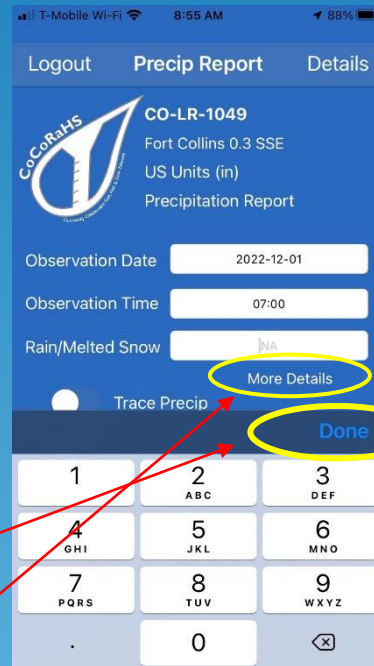 T-Mobile Wi-Fi 8:55 AM 88%
Logout Precip Report Details
CoCoRaHS
CO-LR-1049
Fort Collins 0.3 SSE
US Units (in)
Precipitation Report
Observation Date 2022-12-01
Observation Time 07:00
Rain/Melted Snow NA
More Details
Trace Precip
Done
1 2 3
ABC DEF
4 5 6
GHI JKL MNO
7 8 9
PQRS TUV WXYZ
. 0